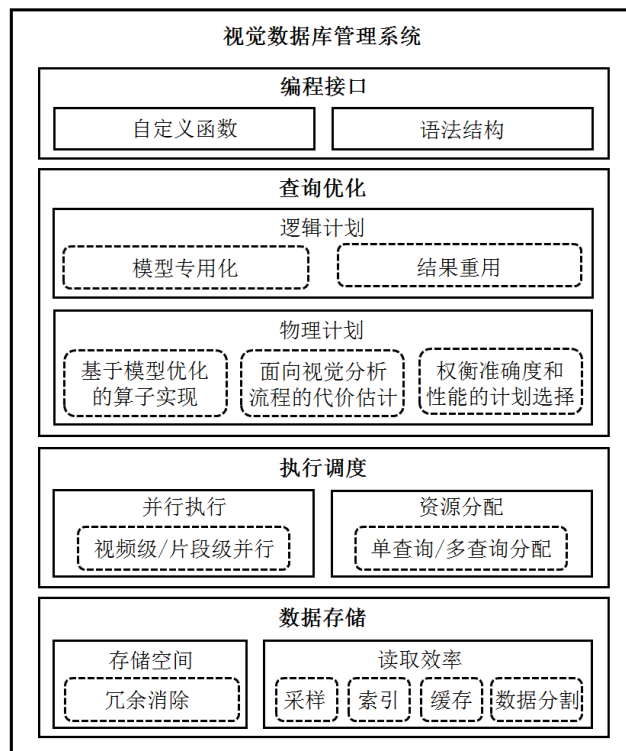 视觉数据库管理系统
编程接口
自定义函数
语法结构
查询优化
逻辑计划
模型专用化
结果重用
物理计划
基于模型优化
的算子实现
面向视觉分析
流程的代价估计
权衡准确度和
性能的计划选择
执行调度
并行执行
视频级/片段级并行
资源分配
单查询/多查询分配
数据存储
存储空间
冗余消除
读取效率
采样
索引
缓存
数据分割